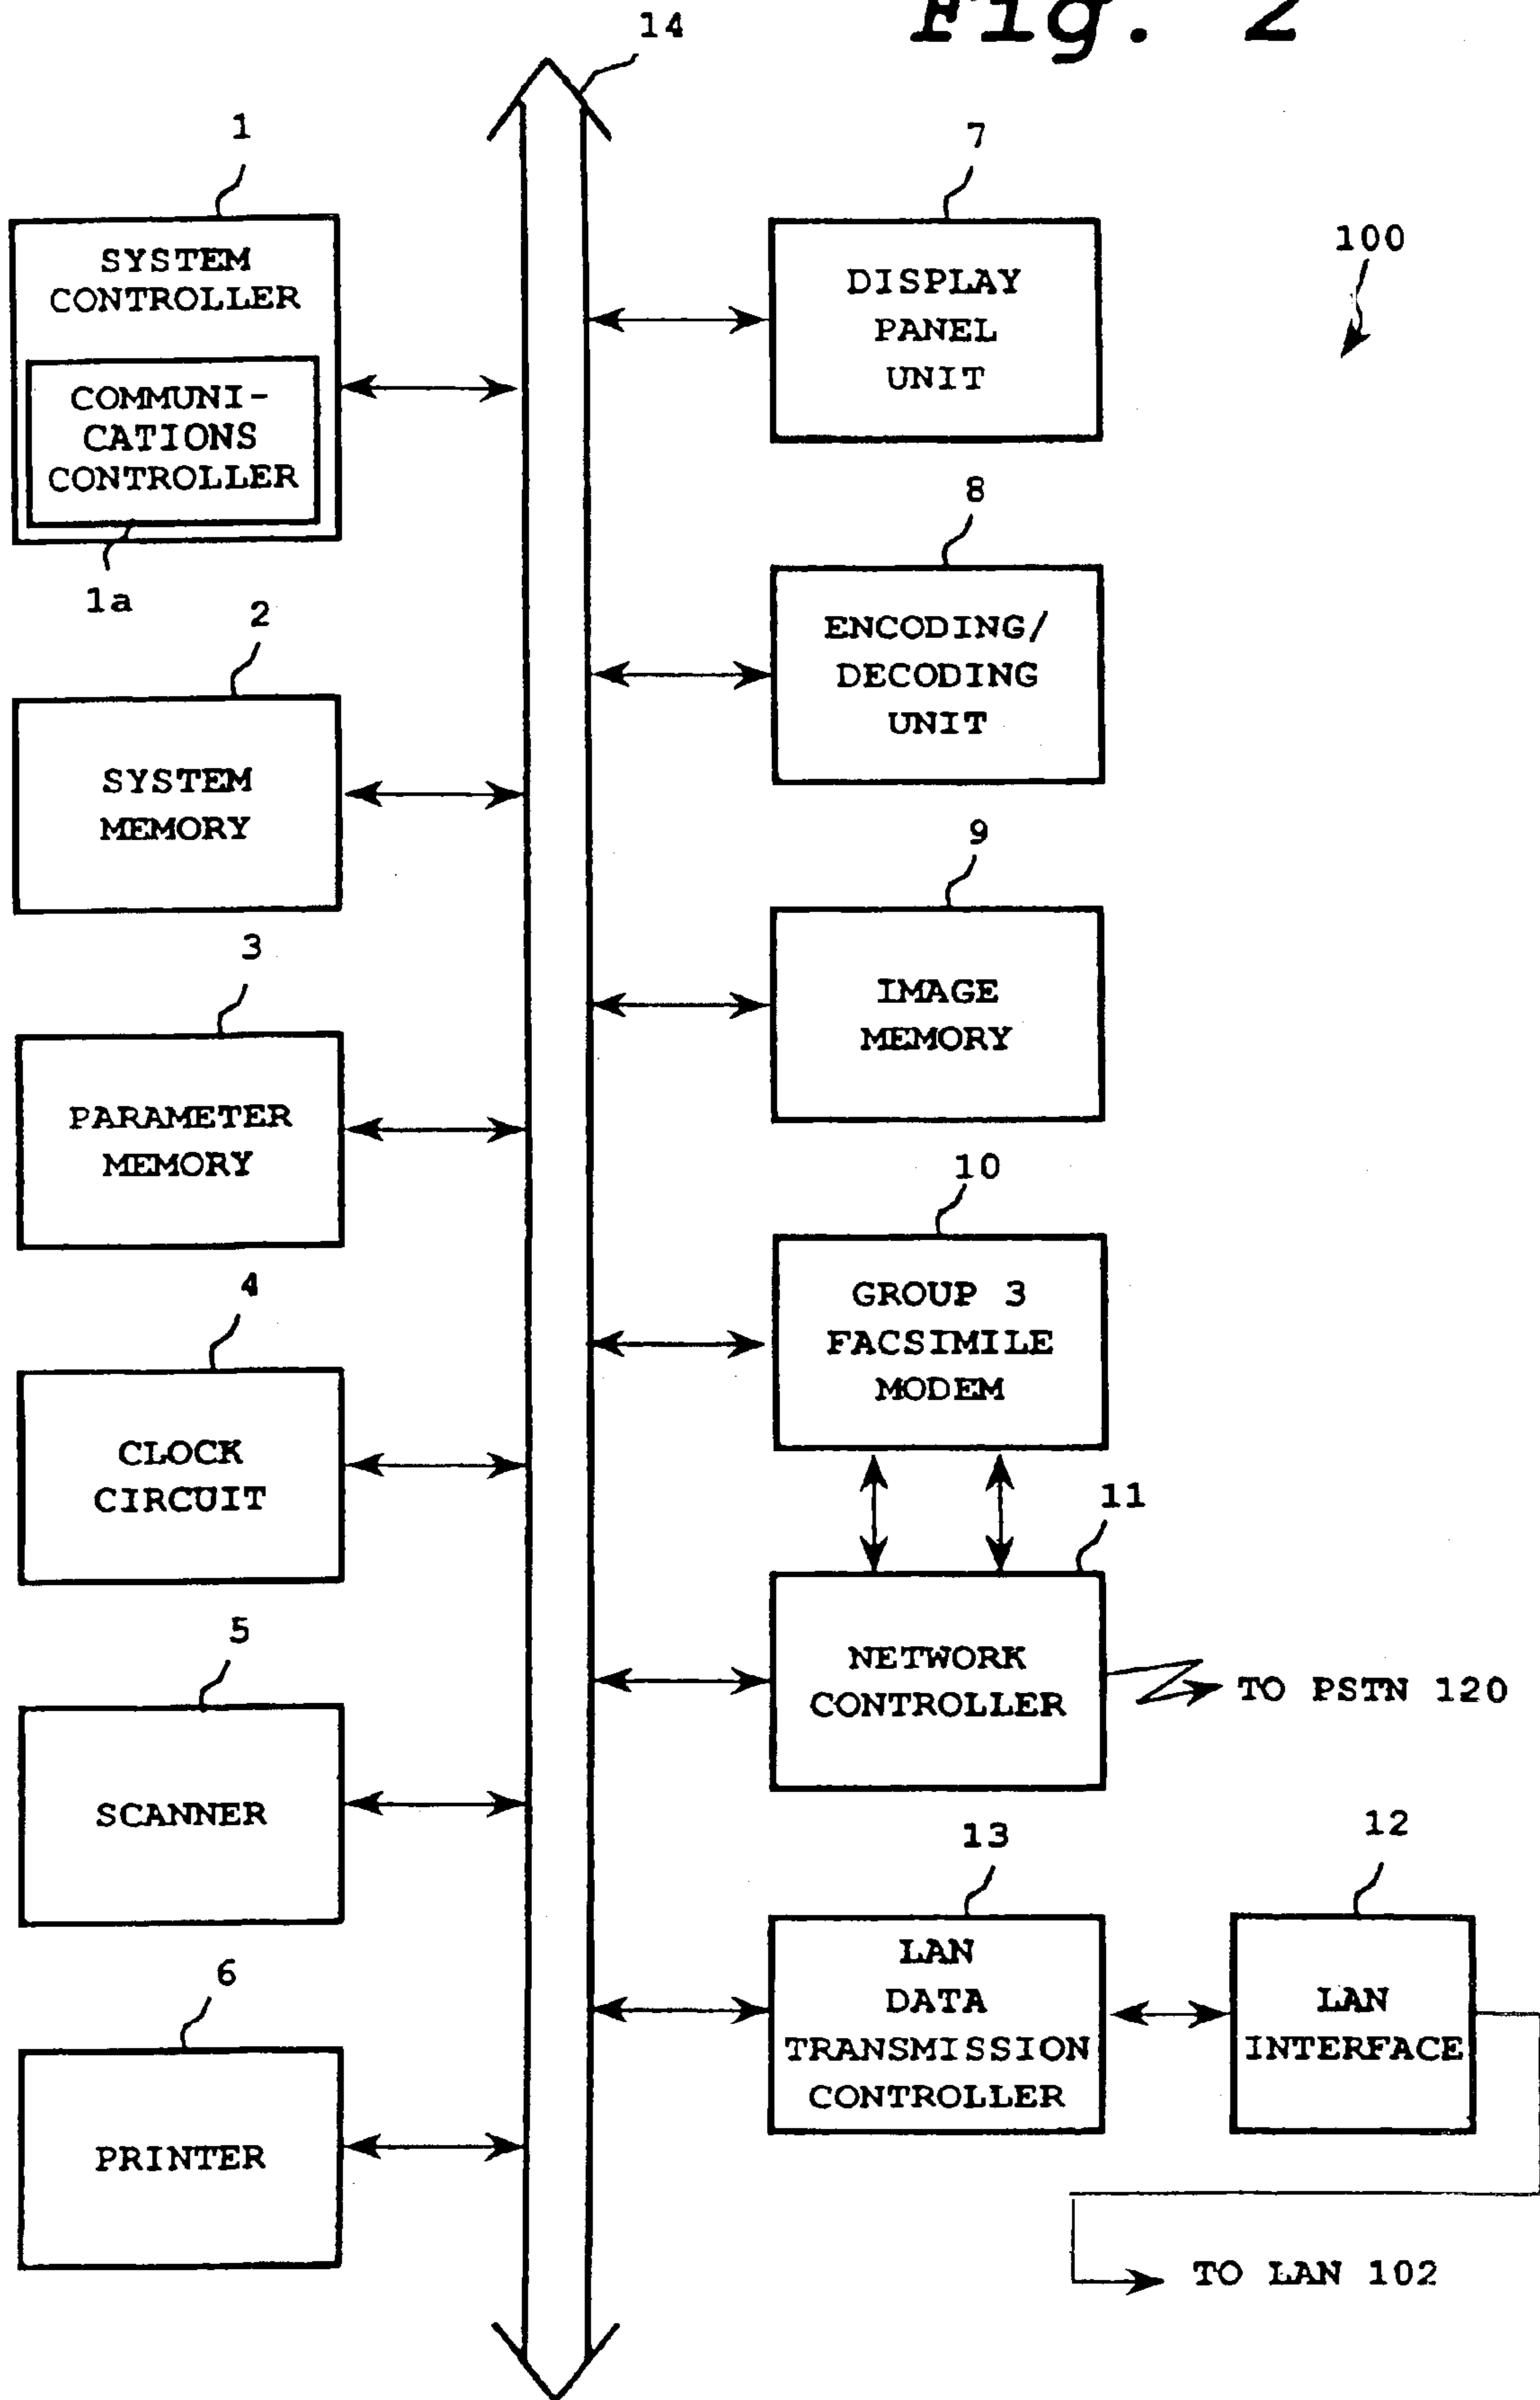 Fig. 2
14
1
SYSTEM
CONTROLLER
COMMUNI-
CATIONS
CONTROLLER
1a
2
SYSTEM
MEMORY
3
PARAMETER
MEMORY
4
CLOCK
CIRCUIT
5
SCANNER
6
PRINTER
7
DISPLAY
PANEL
UNIT
100
8
ENCODING/
DECODING
UNIT
9
IMAGE
MEMORY
10
GROUP 3
FACSIMILE
MODEM
11
NETWORK
CONTROLLER
TO PSTN 120
13
LAN
DATA
TRANSMISSION
CONTROLLER
12
LAN
INTERFACE
TO LAN 102